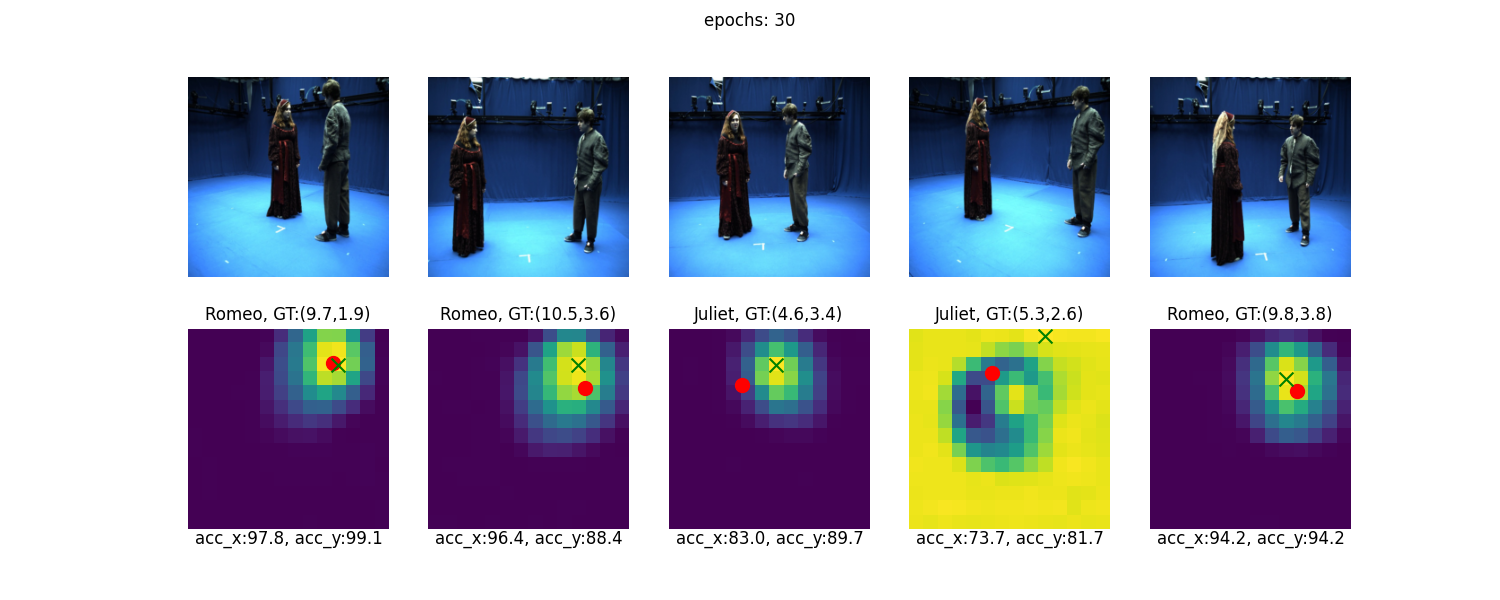 epochs: 30
Romeo, GT:(9.7,1.9)
Romeo, GT:(10.5,3.6)
Juliet, GT:(4.6,3.4)
Juliet, GT:(5.3,2.6)
Romeo, GT:(9.8,3.8)
acc_x:97.8, acc_y:99.1
acc_x:96.4, acc_y:88.4
acc_x:83.0, acc_y:89.7
acc_x:73.7, acc_y:81.7
acc_x:94.2, acc_y:94.2